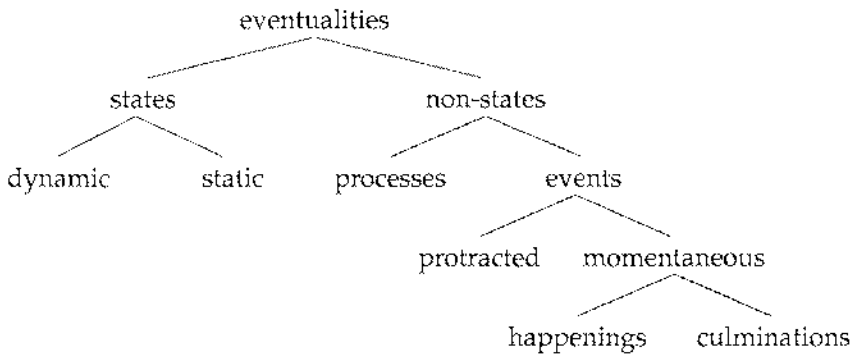 eventualities
states non-states
dynamic static processes events
protracted momentaneous
happenings culminations